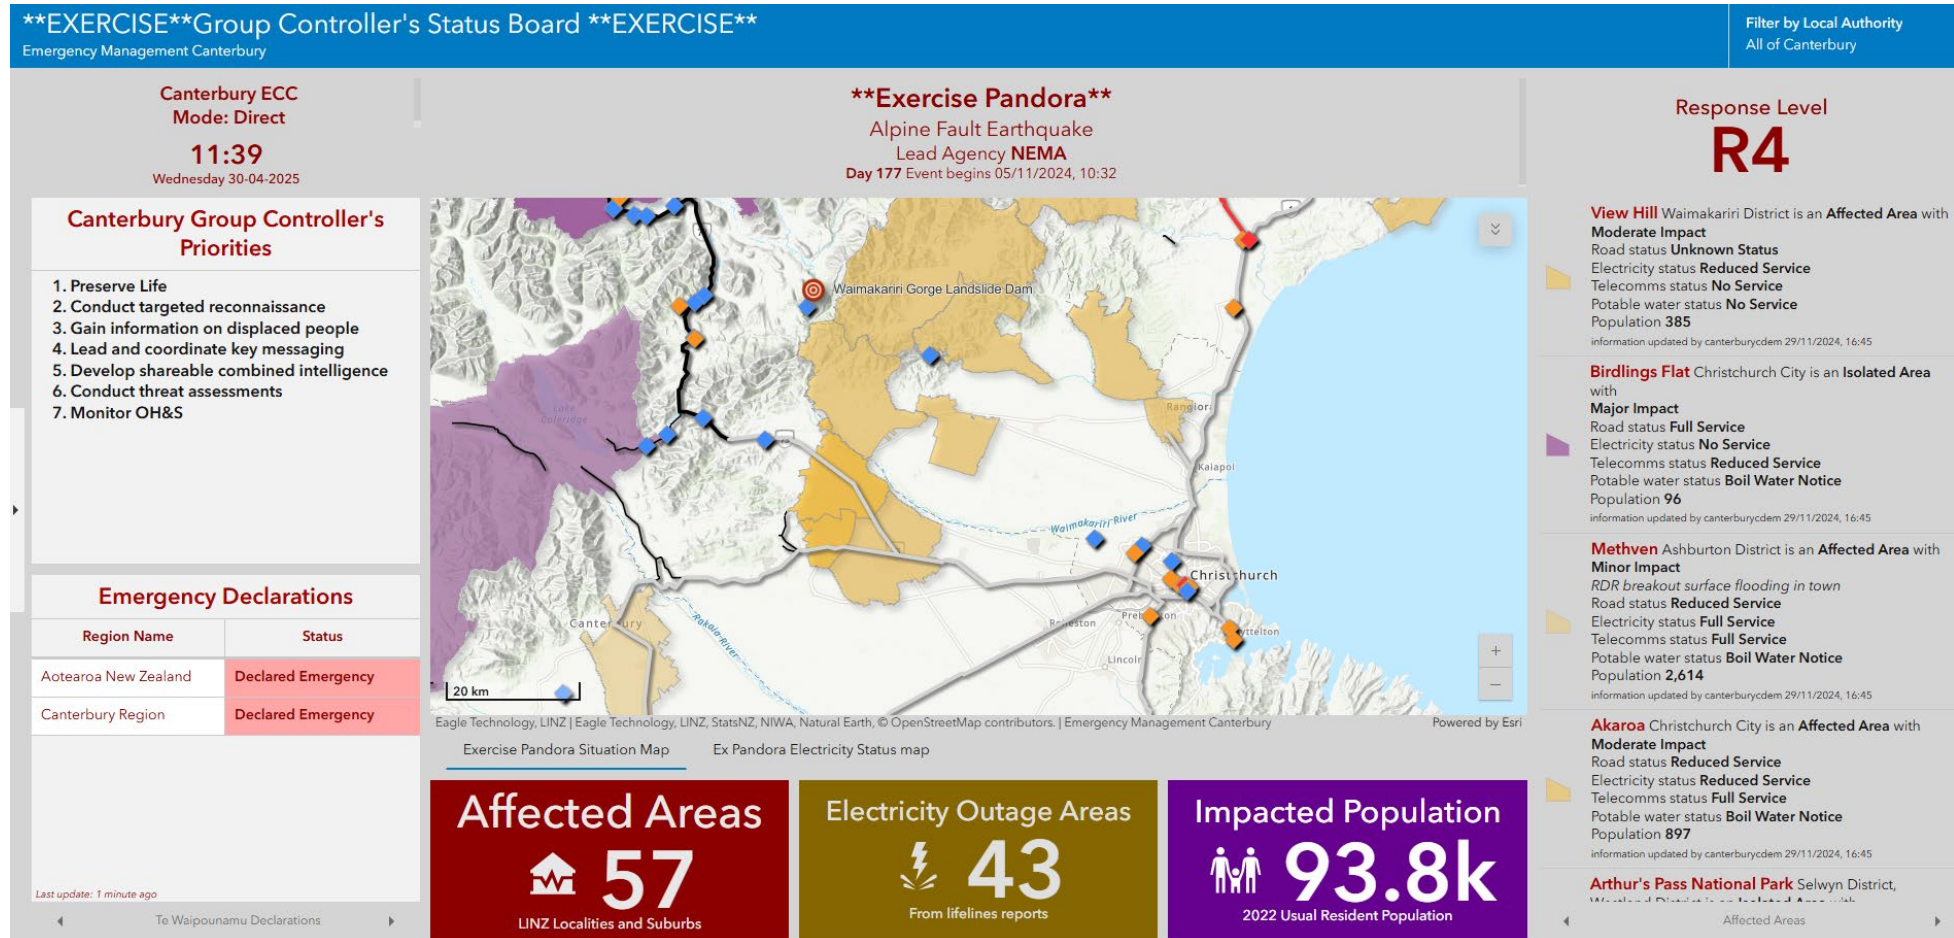 **EXERCISE**Group Controller's Status Board **EXERCISE**
Emergency Management Canterbury
Filter by Local Authority
All of Canterbury
Canterbury ECC
Mode: Direct
11:39
Wednesday 30-04-2025
Canterbury Group Controller's
Priorities
1. Preserve Life
2. Conduct targeted reconnaissance
3. Gain information on displaced people
4. Lead and coordinate key messaging
5. Develop shareable combined intelligence
6. Conduct threat assessments
7. Monitor OH&S
Emergency Declarations
Region Name
Status
Aotearoa New Zealand
Declared Emergency
Canterbury Region
Declared Emergency
Last update: 1 minute ago
Te Waipounamu Declarations
**Exercise Pandora**
Alpine Fault Earthquake
Lead Agency NEMA
Day 177 Event begins 05/11/2024, 10:32
Waimakariri Gorge Landslide Dam
Lake
Coleridge
Rangiora
Kaiapoi
Waimakariri River
Christchurch
Rolleston
Lincoln
Rakaia River
20 km
+
−
Eagle Technology, LINZ | Eagle Technology, LINZ, StatsNZ, NIWA, Natural Earth, © OpenStreetMap contributors. | Emergency Management Canterbury
Powered by Esri
Exercise Pandora Situation Map
Ex Pandora Electricity Status map
Affected Areas
57
LINZ Localities and Suburbs
Electricity Outage Areas
43
From lifelines reports
Impacted Population
93.8k
2022 Usual Resident Population
Response Level
R4
View Hill Waimakariri District is an Affected Area with
Moderate Impact
Road status Unknown Status
Electricity status Reduced Service
Telecomms status No Service
Potable water status No Service
Population 385
information updated by canterburycdem 29/11/2024, 16:45
Birdlings Flat Christchurch City is an Isolated Area
with
Major Impact
Road status Full Service
Electricity status No Service
Telecomms status Reduced Service
Potable water status Boil Water Notice
Population 96
information updated by canterburycdem 29/11/2024, 16:45
Methven Ashburton District is an Affected Area with
Minor Impact
RDR breakout surface flooding in town
Road status Reduced Service
Electricity status Full Service
Telecomms status Full Service
Potable water status Boil Water Notice
Population 2,614
information updated by canterburycdem 29/11/2024, 16:45
Akaroa Christchurch City is an Affected Area with
Moderate Impact
Road status Reduced Service
Electricity status Reduced Service
Telecomms status Full Service
Potable water status Boil Water Notice
Population 897
information updated by canterburycdem 29/11/2024, 16:45
Arthur's Pass National Park Selwyn District,
Westland District is an Isolated Area with
Affected Areas